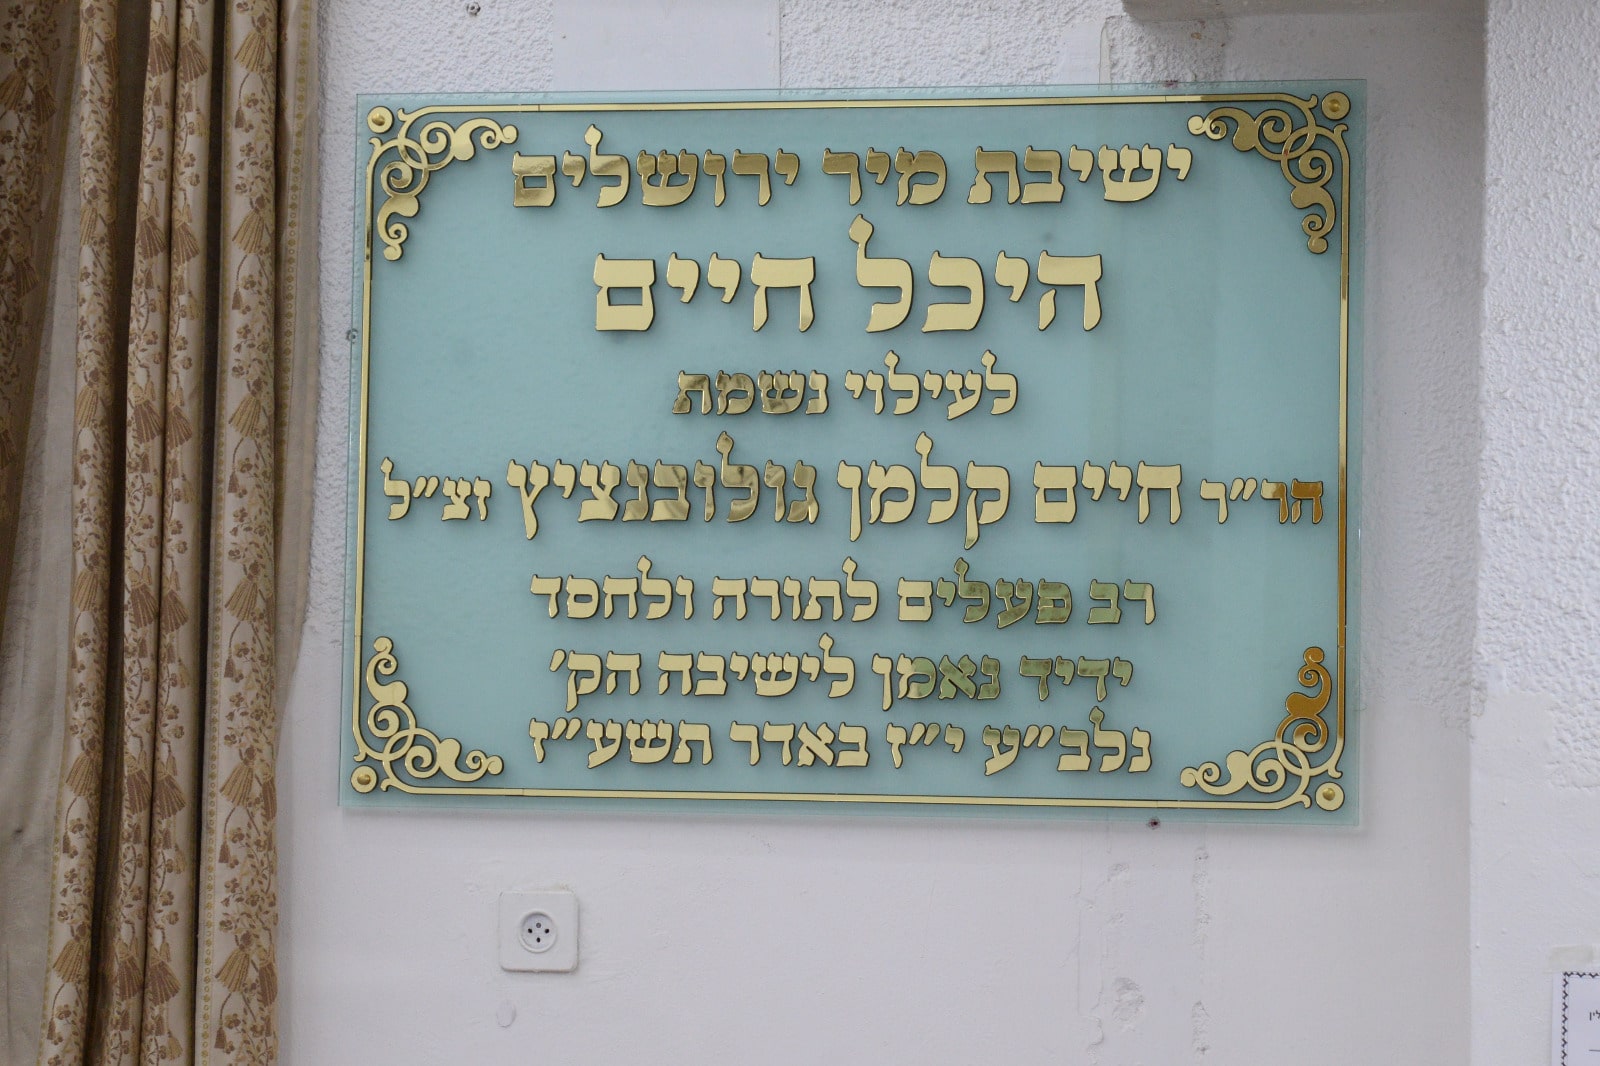 ישיבת מיר ירושלים
היכל חיים
לעילוי נשמת
הר״ר חיים קלמן גולובנציץ זצ״ל
רב פעלים לתורה ולחסד
ידיד נאמן לישיבה הק׳
נלב״ע י״ז באדר תשע״ז